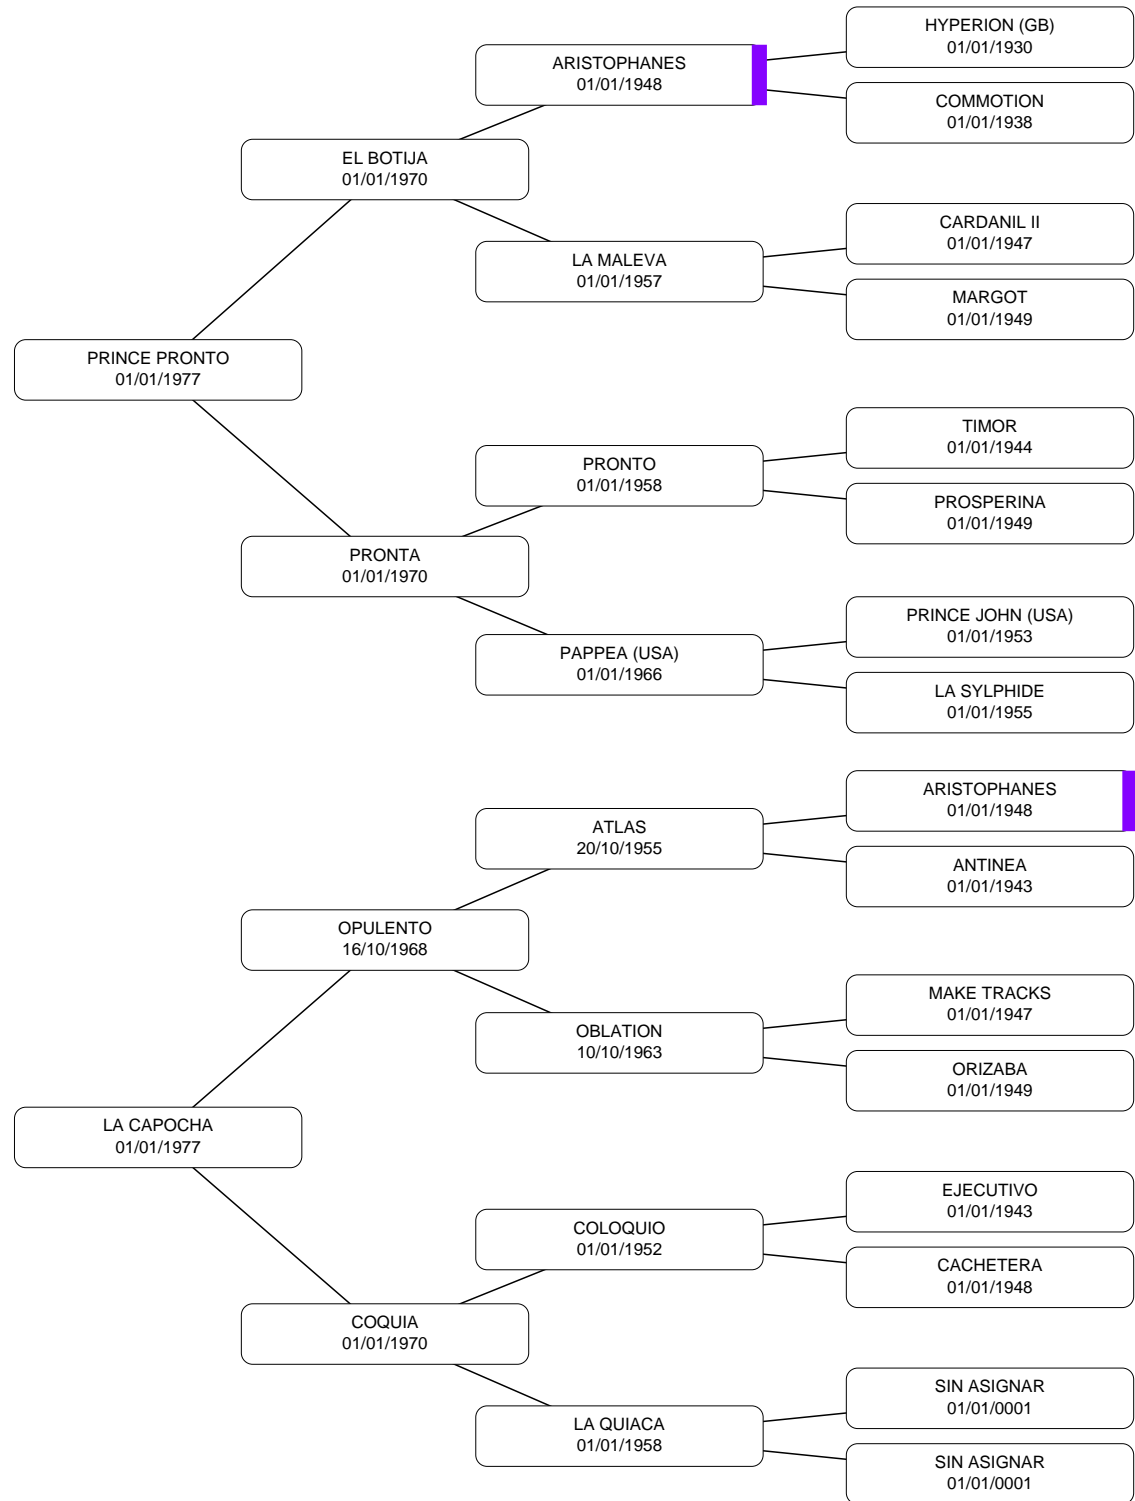 HYPERION (GB)
01/01/1930
ARISTOPHANES
01/01/1948
COMMOTION
01/01/1938
EL BOTIJA
01/01/1970
CARDANIL II
01/01/1947
LA MALEVA
01/01/1957
MARGOT
01/01/1949
PRINCE PRONTO
01/01/1977
TIMOR
01/01/1944
PRONTO
01/01/1958
PROSPERINA
01/01/1949
PRONTA
01/01/1970
PRINCE JOHN (USA)
01/01/1953
PAPPEA (USA)
01/01/1966
LA SYLPHIDE
01/01/1955
ARISTOPHANES
01/01/1948
ATLAS
20/10/1955
ANTINEA
01/01/1943
OPULENTO
16/10/1968
MAKE TRACKS
01/01/1947
OBLATION
10/10/1963
ORIZABA
01/01/1949
LA CAPOCHA
01/01/1977
EJECUTIVO
01/01/1943
COLOQUIO
01/01/1952
CACHETERA
01/01/1948
COQUIA
01/01/1970
SIN ASIGNAR
01/01/0001
LA QUIACA
01/01/1958
SIN ASIGNAR
01/01/0001